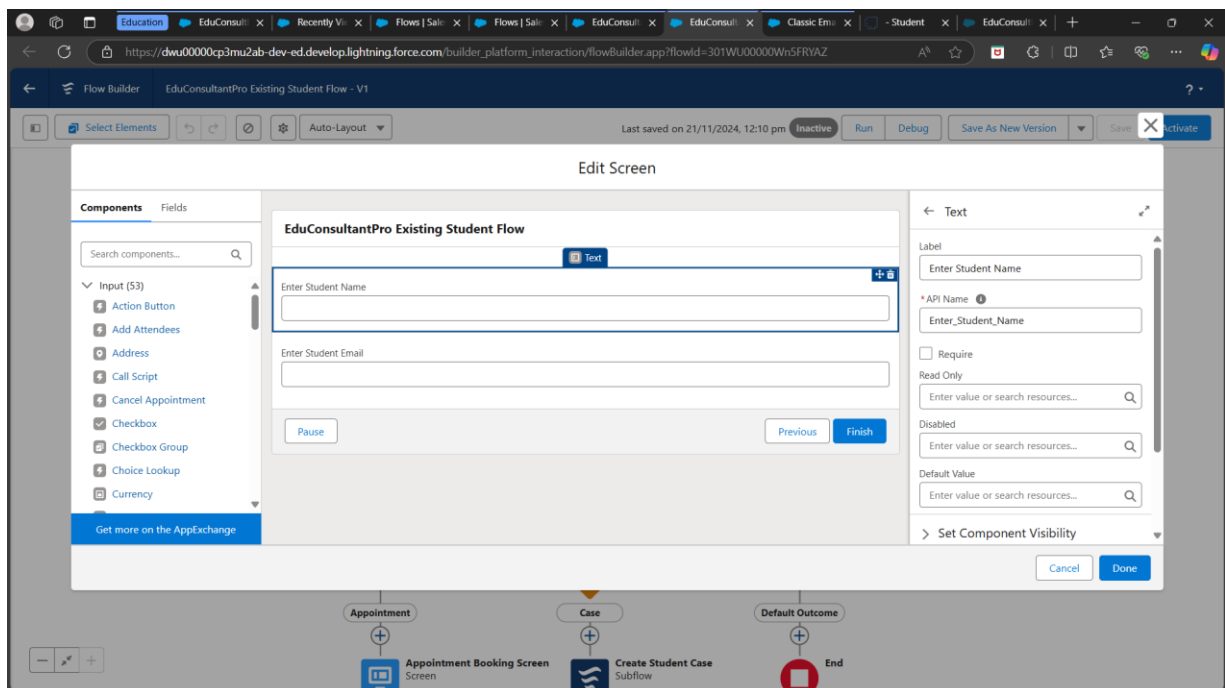 Education EduConsult Recently Vie Flows | Sale Flows | Sale EduConsult EduConsult Classic Ema - Student EduConsult
https://dwu00000cp3mu2ab-dev-ed.develop.lightning.force.com/builder_platform_interaction/flowBuilder.app?flowId=301WU00000Wn5FRYAZ
Flow Builder EduConsultantPro Existing Student Flow - V1 ?
Select Elements Auto-Layout Last saved on 21/11/2024, 12:10 pm Inactive Run Debug Save As New Version Save Activate
Edit Screen
Components Fields
Search components...
Input (53)
Action Button
Add Attendees
Address
Call Script
Cancel Appointment
Checkbox
Checkbox Group
Choice Lookup
Currency
Get more on the AppExchange
EduConsultantPro Existing Student Flow
Text
Enter Student Name
Enter Student Email
Pause Previous Finish
Text
Label
Enter Student Name
* API Name
Enter_Student_Name
Require
Read Only
Enter value or search resources...
Disabled
Enter value or search resources...
Default Value
Enter value or search resources...
Set Component Visibility
Cancel Done
Appointment Case Default Outcome
Appointment Booking Screen Create Student Case End
Screen Subflow